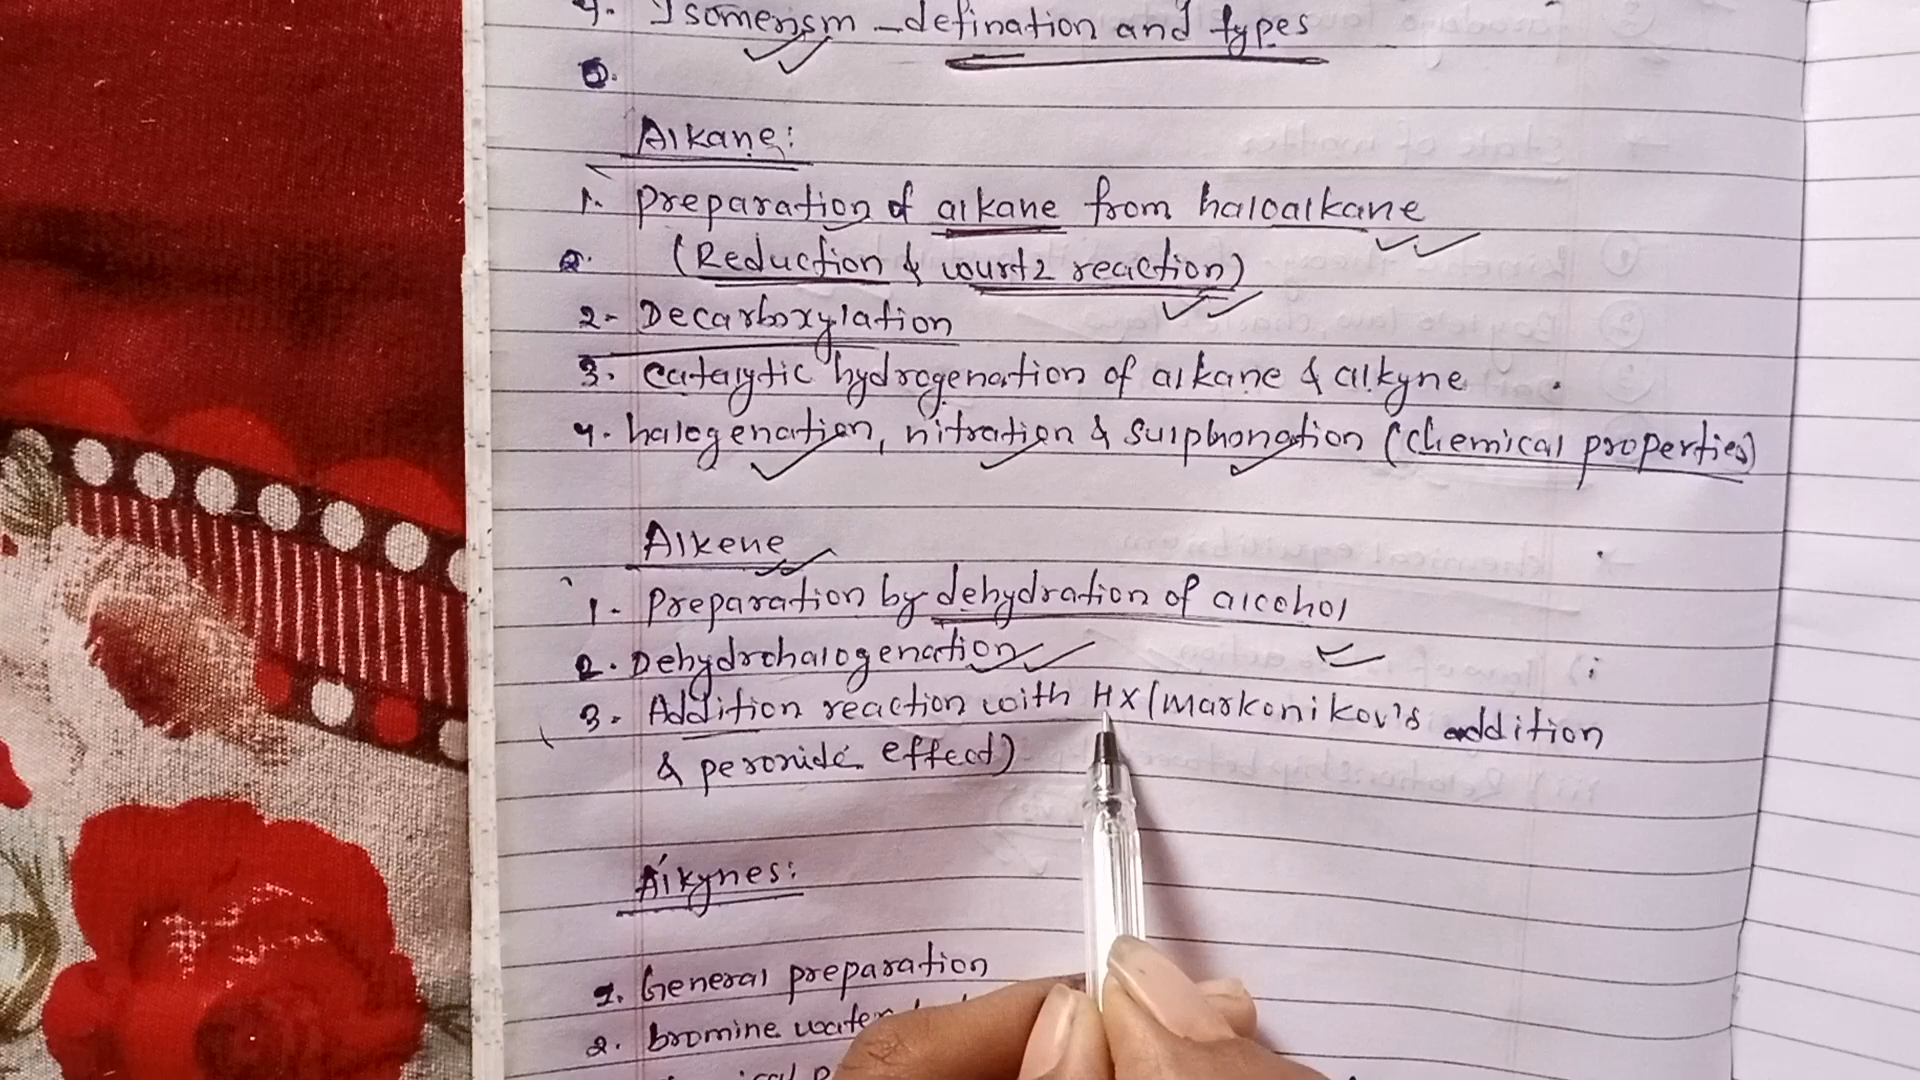 4. Isomerism - defination and types
5.
Alkane:
1. preparation of alkane from haloalkane
2. (Reduction & wurtz reaction)
2- Decarboxylation
3. catalytic hydrogenation of alkane & alkyne
4. halogenation, nitration & sulphonation (chemical properties)
Alkene
1- Preparation by dehydration of alcohol
2. Dehydrohalogenation
3- Addition reaction with HX (markonikov's addition
& peroxide effect)
Alkynes:
1. General preparation
2. bromine water